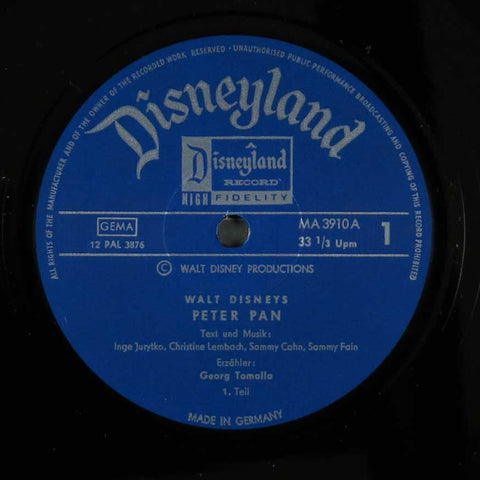 ALL RIGHTS OF THE MANUFACTURER AND OF THE OWNER OF THE RECORDED WORK RESERVED · UNAUTHORISED PUBLIC PERFORMANCE BROADCASTING AND COPYING OF THIS RECORD PROHIBITED
Disneyland
Disneyland
RECORD
HIGH FIDELITY
GEMA
12 PAL 3876
MA 3910 A
33 1/3 Upm
1
© WALT DISNEY PRODUCTIONS
WALT DISNEYS
PETER PAN
Text und Musik:
Inge Jurytko, Christine Lembach, Sammy Cahn, Sammy Fain
Erzähler:
Georg Tomalla
1. Teil
MADE IN GERMANY